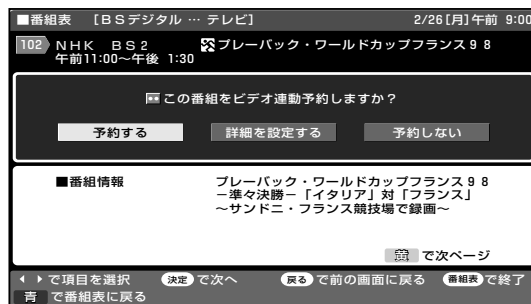 ■番組表 [BSデジタル … テレビ] 2/26[月]午前 9:00
102 NHK BS2 プレーバック・ワールドカップフランス98
午前11:00～午後 1:30
この番組をビデオ連動予約しますか？
予約する 詳細を設定する 予約しない
■番組情報 プレーバック・ワールドカップフランス98
－準々決勝－「イタリア」対「フランス」
～サンドニ・フランス競技場で録画～
黄 で次ページ
で項目を選択 決定 で次へ 戻る で前の画面に戻る 番組表 で終了
青 で番組表に戻る